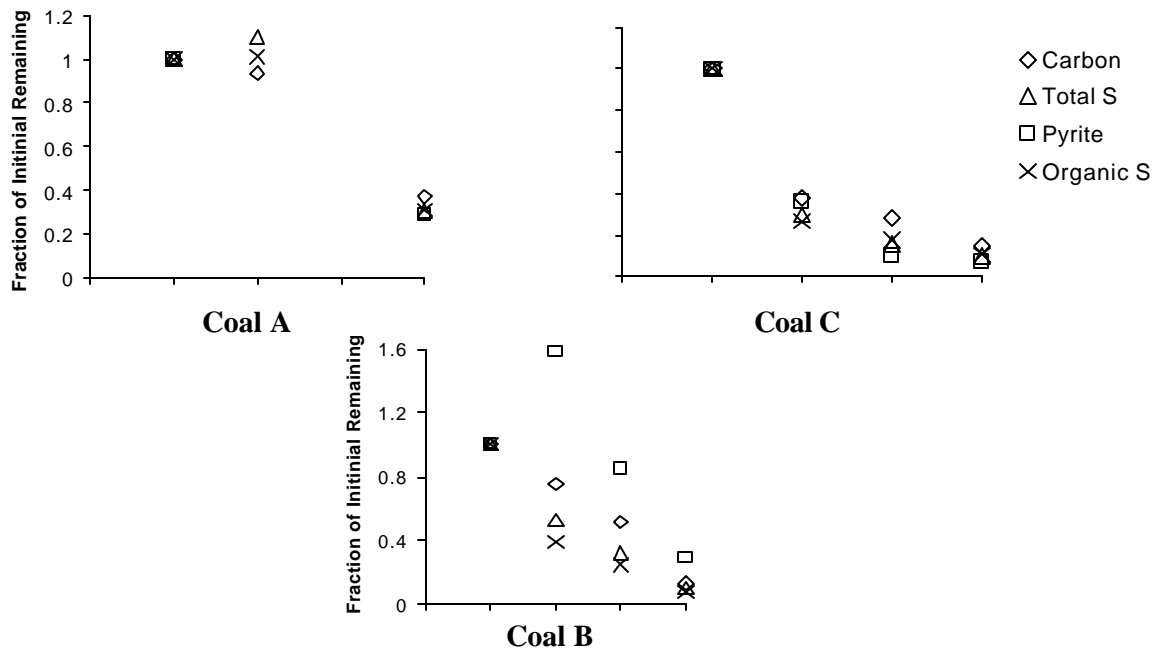 Fraction of Initinial Remaining
1.2
1
0.8
0.6
0.4
0.2
0
Coal A
Coal C
Carbon
Total S
Pyrite
Organic S
Fraction of Initinial Remaining
1.6
1.2
0.8
0.4
0
Coal B